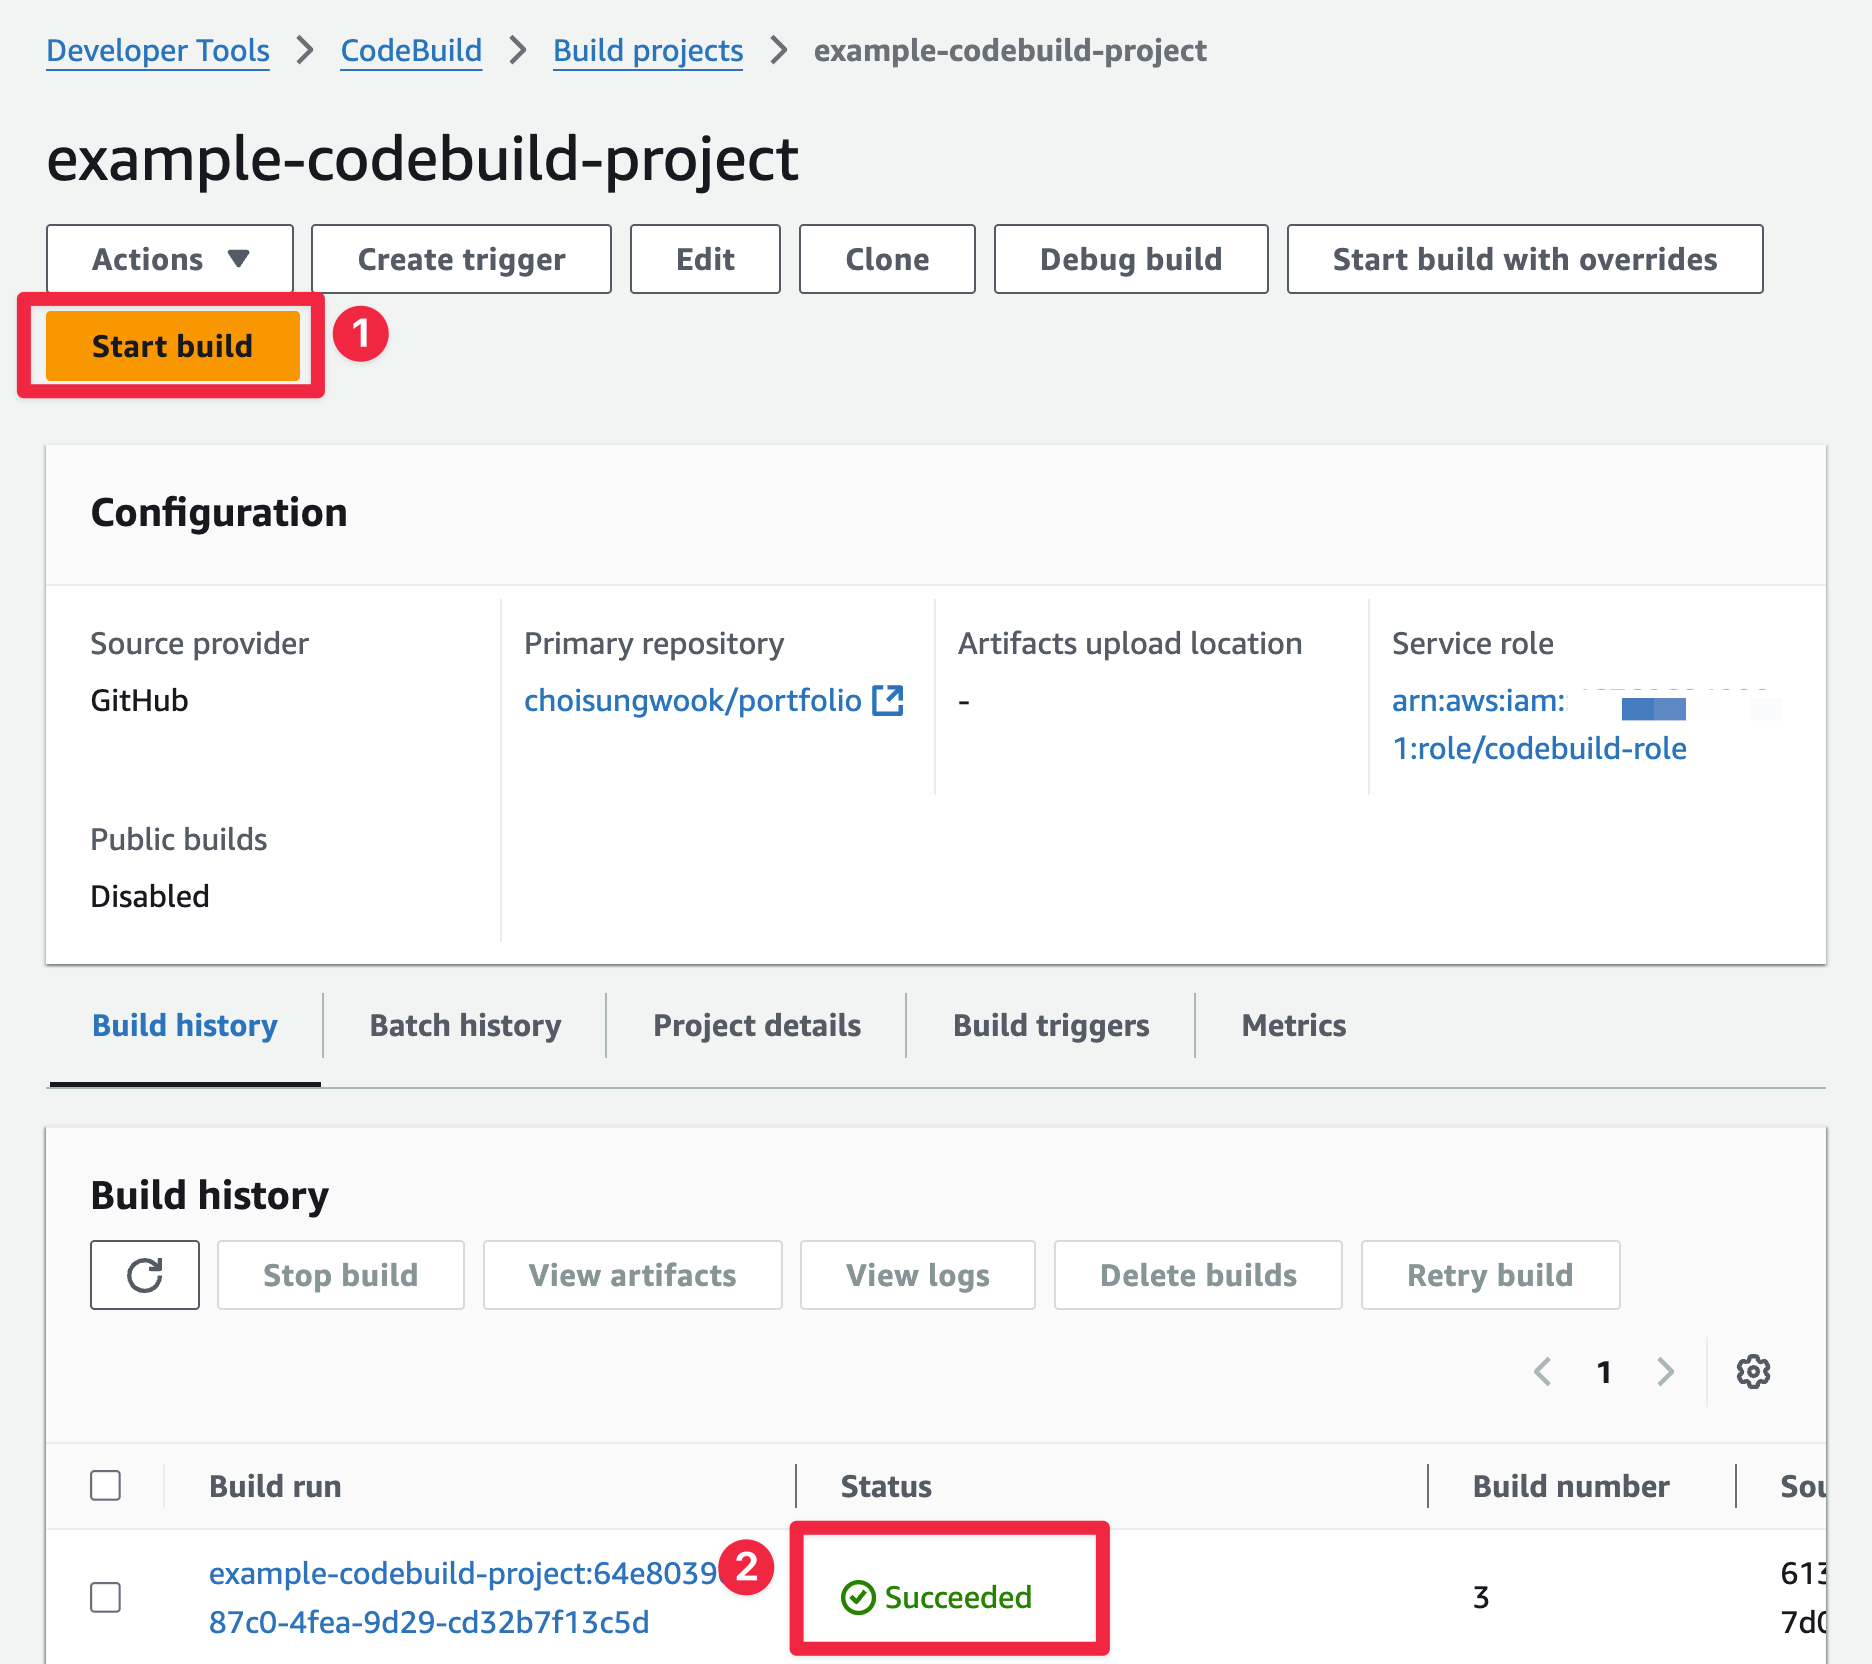 Developer Tools > CodeBuild > Build projects > example-codebuild-project
example-codebuild-project
Actions ▼ Create trigger Edit Clone Debug build Start build with overrides
Start build 1
Configuration
Source provider Primary repository Artifacts upload location Service role
GitHub choisungwook/portfolio - arn:aws:iam:
1:role/codebuild-role
Public builds
Disabled
Build history Batch history Project details Build triggers Metrics
Build history
Stop build View artifacts View logs Delete builds Retry build
1
Build run Status Build number Sou
example-codebuild-project:64e8039 2 613
Succeeded 3
87c0-4fea-9d29-cd32b7f13c5d 7d0